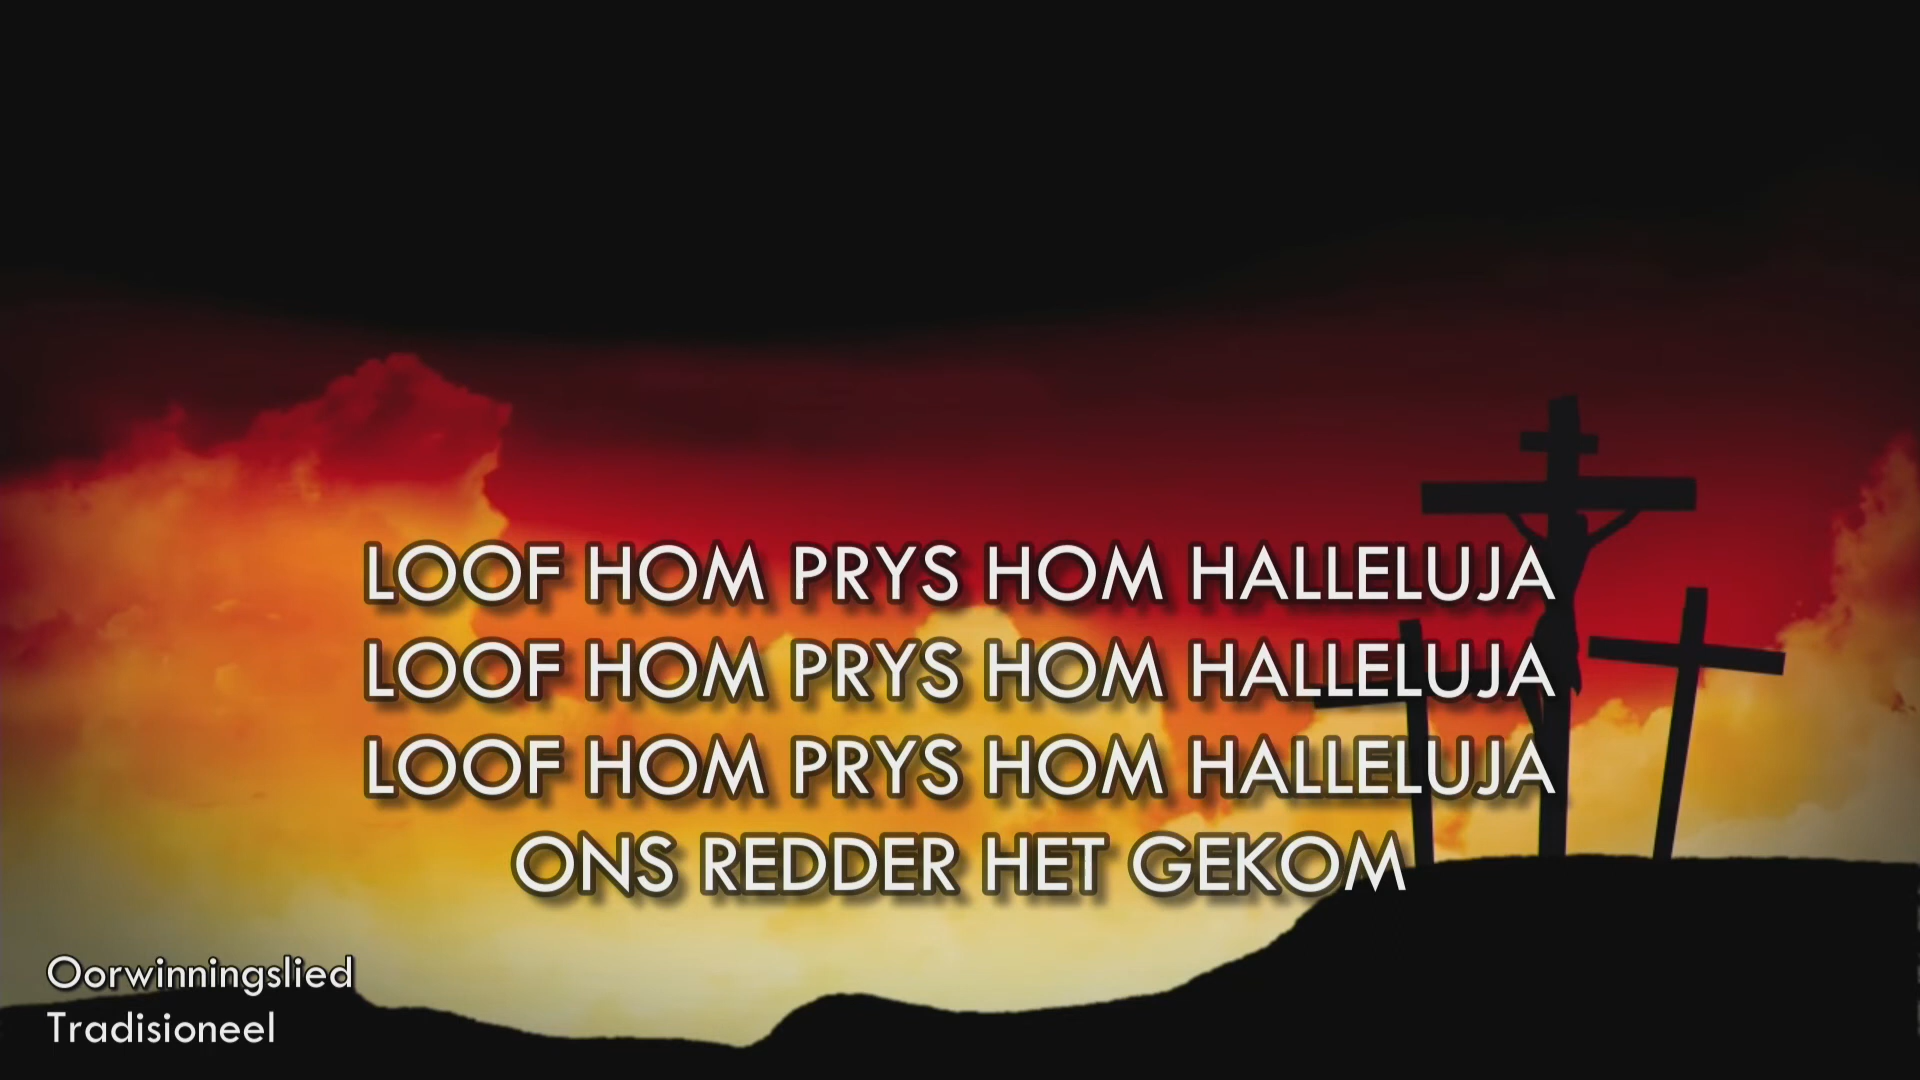 LOOF HOM PRYS HOM HALLELUJA
LOOF HOM PRYS HOM HALLELUJA
LOOF HOM PRYS HOM HALLELUJA
ONS REDDER HET GEKOM
Oorwinningslied
Tradisioneel